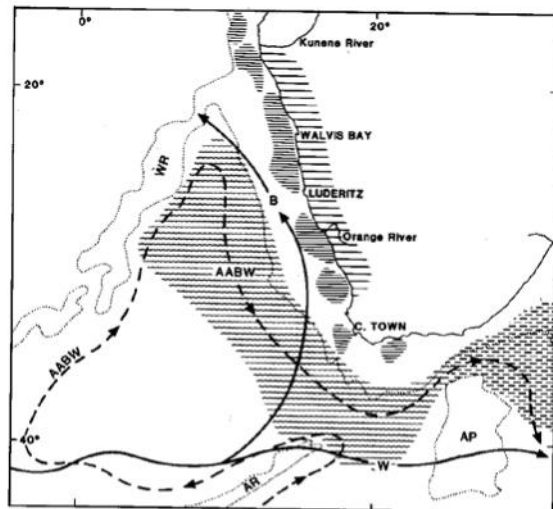 0°
20°
Kunene River
20°
WALVIS BAY
WR
LUDERITZ
B
Orange River
AABW
C. TOWN
AABW
40°
AP
W
AR